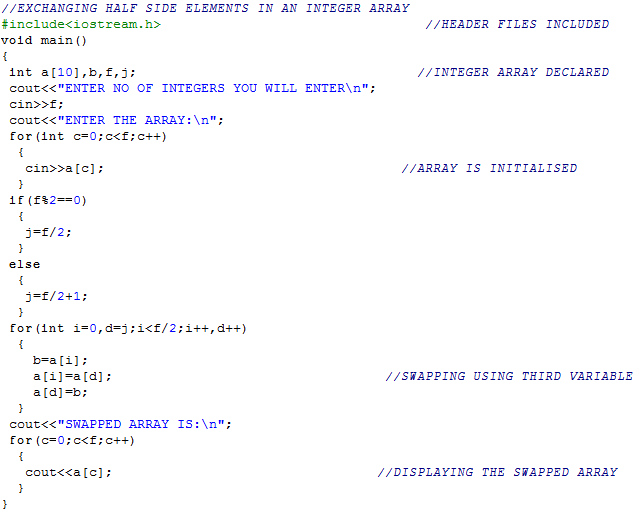 //EXCHANGING HALF SIDE ELEMENTS IN AN INTEGER ARRAY
#include<iostream.h> //HEADER FILES INCLUDED
void main()
{
int a[10],b,f,j; //INTEGER ARRAY DECLARED
cout<<"ENTER NO OF INTEGERS YOU WILL ENTER\n";
cin>>f;
cout<<"ENTER THE ARRAY:\n";
for(int c=0;c<f;c++)
{
cin>>a[c]; //ARRAY IS INITIALISED
}
if(f%2==0)
{
j=f/2;
}
else
{
j=f/2+1;
}
for(int i=0,d=j;i<f/2;i++,d++)
{
b=a[i];
a[i]=a[d]; //SWAPPING USING THIRD VARIABLE
a[d]=b;
}
cout<<"SWAPPED ARRAY IS:\n";
for(c=0;c<f;c++)
{
cout<<a[c]; //DISPLAYING THE SWAPPED ARRAY
}
}